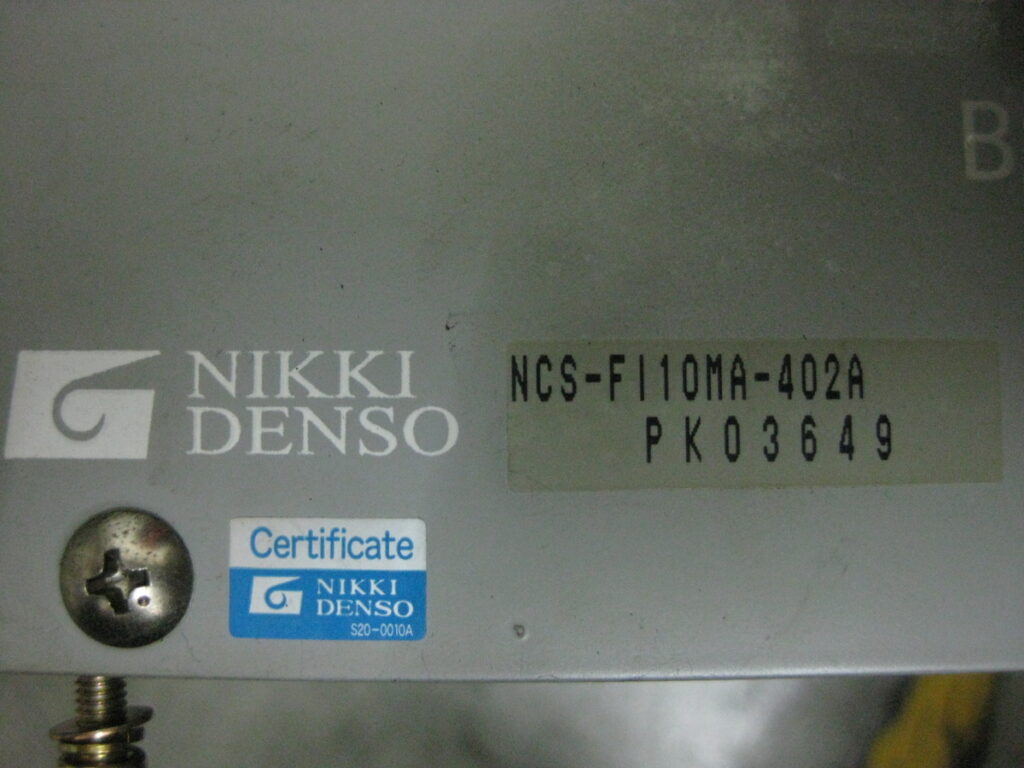 B
NIKKI
DENSO
NCS-FI10MA-402A
PK03649
Certificate
NIKKI
DENSO
S20-0010A